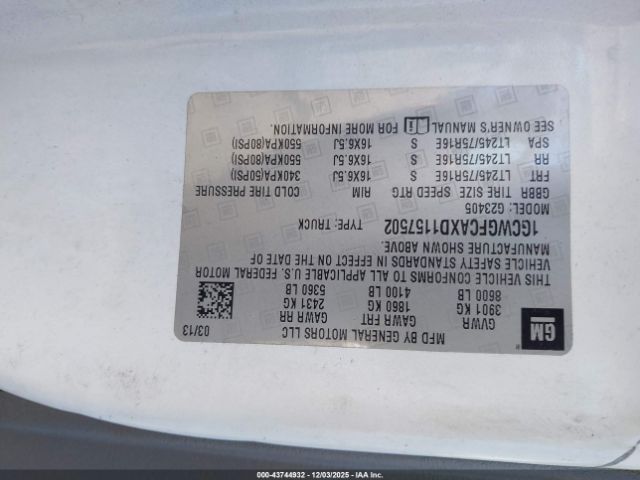 GM
MFD BY GENERAL MOTORS LLC 03/13
GVWR GAWR FRT GAWR RR
3901 KG 1860 KG 2431 KG
8600 LB 4100 LB 5360 LB
THIS VEHICLE CONFORMS TO ALL APPLICABLE U.S. FEDERAL MOTOR
VEHICLE SAFETY STANDARDS IN EFFECT ON THE DATE OF
MANUFACTURE SHOWN ABOVE.
1GCWGFCAXD1157502 TYPE: TRUCK
MODEL: G23405
GBBR TIRE SIZE SPEED RTG RIM COLD TIRE PRESSURE
FRT LT245/75R16E S 16X6.5J 340KPA(50PSI)
RR LT245/75R16E S 16X6.5J 550KPA(80PSI)
SPA LT245/75R16E S 16X6.5J 550KPA(80PSI)
SEE OWNER'S MANUAL FOR MORE INFORMATION.
000-43744932 - 12/03/2025 - IAA Inc.